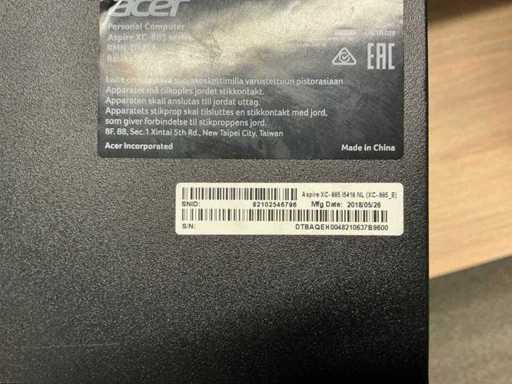 acer
Personal Computer
Aspire XC-885 series
Laite on liitettävä suojakoskettimilla varustettuun pistorasiaan
Apparatet må tilkoples jordet stikkontakt.
Apparaten skall anslutas till jordat uttag.
Apparatets stikprop skal tilsluttes en stikkontakt med jord,
som giver forbindelse til stikproppens jord.
8F, 88, Sec.1 Xintai 5th Rd., New Taipei City, Taiwan
Acer Incorporated
Made in China
EAC
Aspire XC-885 I5418 NL (XC-885_E)
SNID: 82102546796 Mfg Date: 2018/05/26
S/N: DTBAQEH0048210637B9600